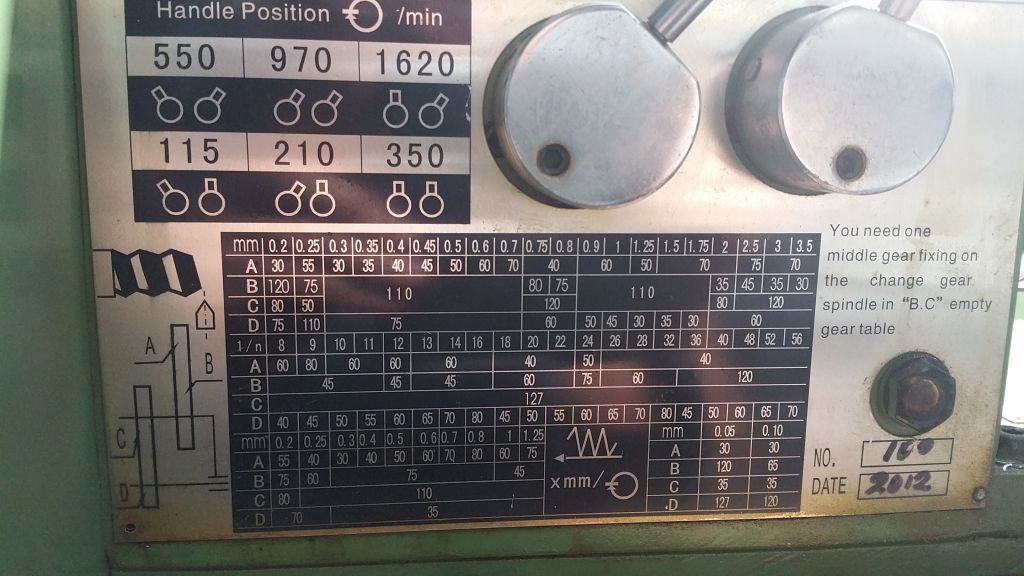 Handle Position /min
550 970 1620
115 210 350
mm 0.2 0.25 0.3 0.35 0.4 0.45 0.5 0.6 0.7 0.75 0.8 0.9 1 1.25 1.5 1.75 2 2.5 3 3.5
A 30 55 30 35 40 45 50 60 70 40 60 50 70 75 70
B 120 75 110 80 75 110 35 45 35 30
C 80 50 120 80 120
D 75 110 75 60 50 45 30 35 30 60
1/n 8 9 10 11 12 13 14 16 18 20 22 24 26 28 32 36 40 48 52 56
A 60 80 60 40 60 40 50 40
B 45 45 45 60 75 60 120
C 127
D 40 45 50 55 60 65 70 80 45 50 55 60 65 70 80 45 50 60 65 70
mm 0.2 0.25 0.3 0.4 0.5 0.6 0.7 0.8 1 1.25
A 55 40 30 40 50 60 70 80 60 75
B 75 60 75 45
C 80 110
D 70 35
xmm/
mm 0.05 0.10
A 30 30
B 120 65
C 35 35
D 127 120
You need one
middle gear fixing on
the change gear
spindle in "B.C" empty
gear table
A
B
C
D
NO. 160
DATE 2012